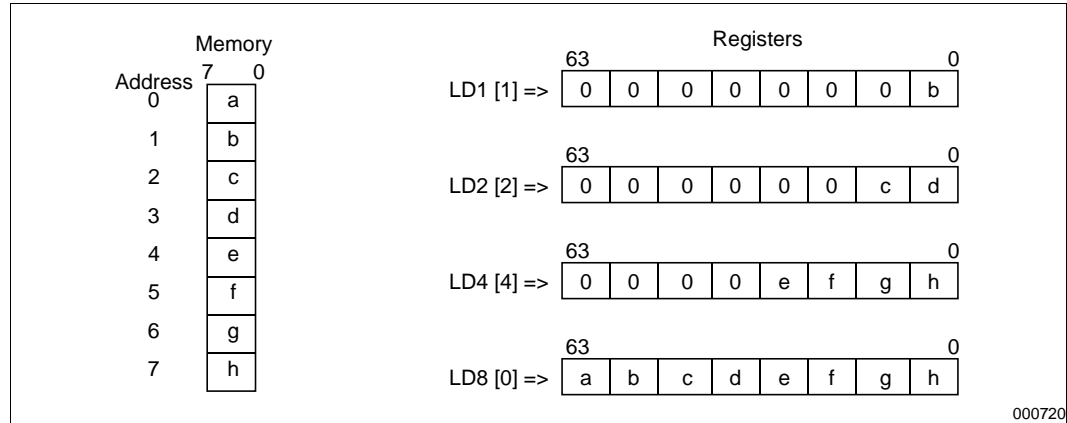 Memory
7 0
Address
0 a
1 b
2 c
3 d
4 e
5 f
6 g
7 h
Registers
63 0
LD1 [1] => 0 0 0 0 0 0 0 b
63 0
LD2 [2] => 0 0 0 0 0 0 c d
63 0
LD4 [4] => 0 0 0 0 e f g h
63 0
LD8 [0] => a b c d e f g h
000720